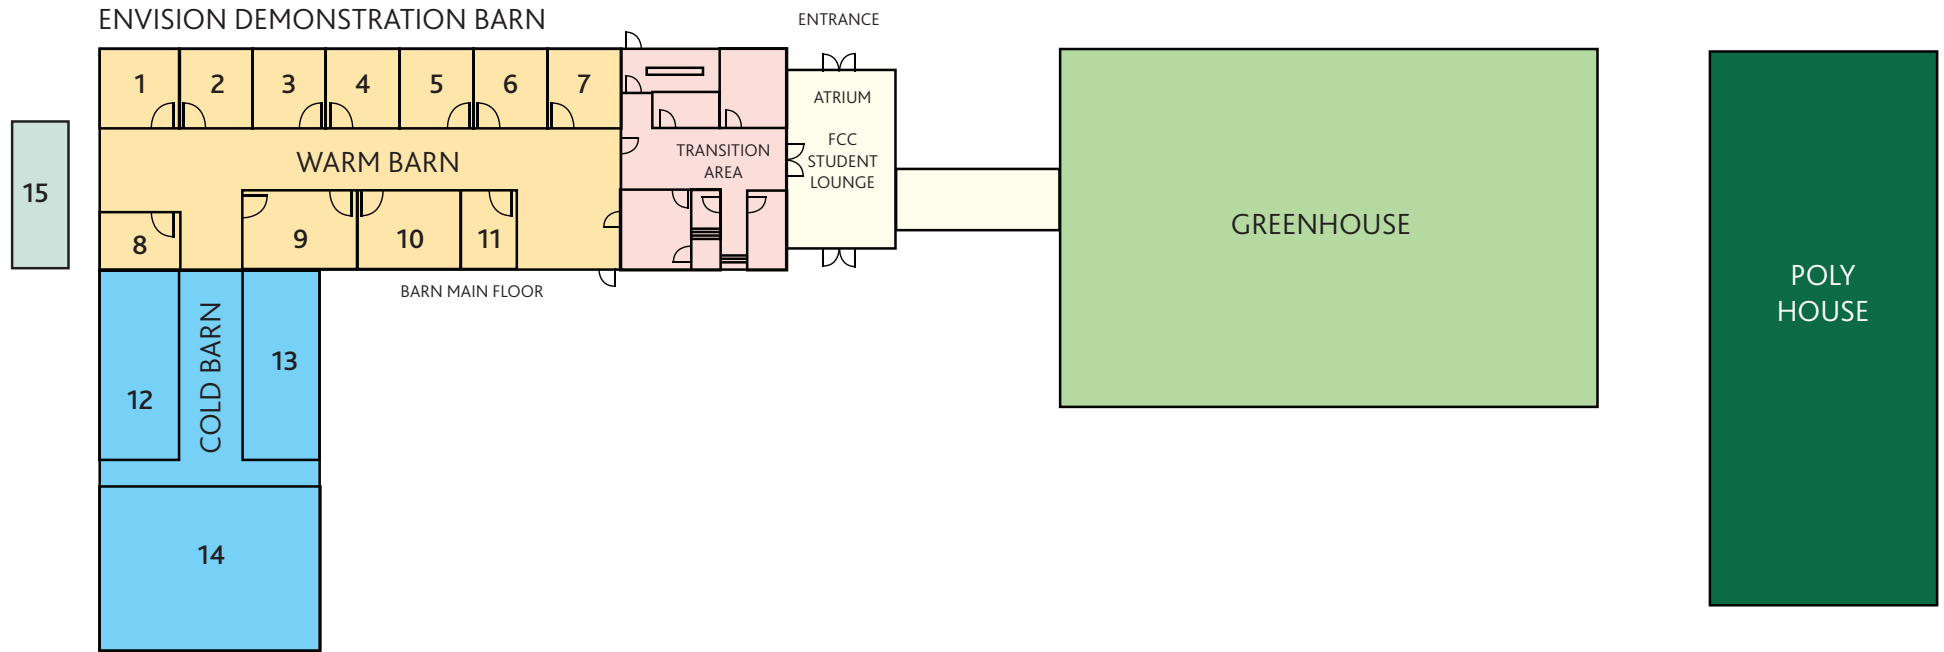 ENVISION DEMONSTRATION BARN
ENTRANCE
1 2 3 4 5 6 7
ATRIUM
FCC
STUDENT
LOUNGE
TRANSITION
AREA
WARM BARN
15
8 9 10 11
GREENHOUSE
POLY
HOUSE
BARN MAIN FLOOR
COLD BARN
13
12
14